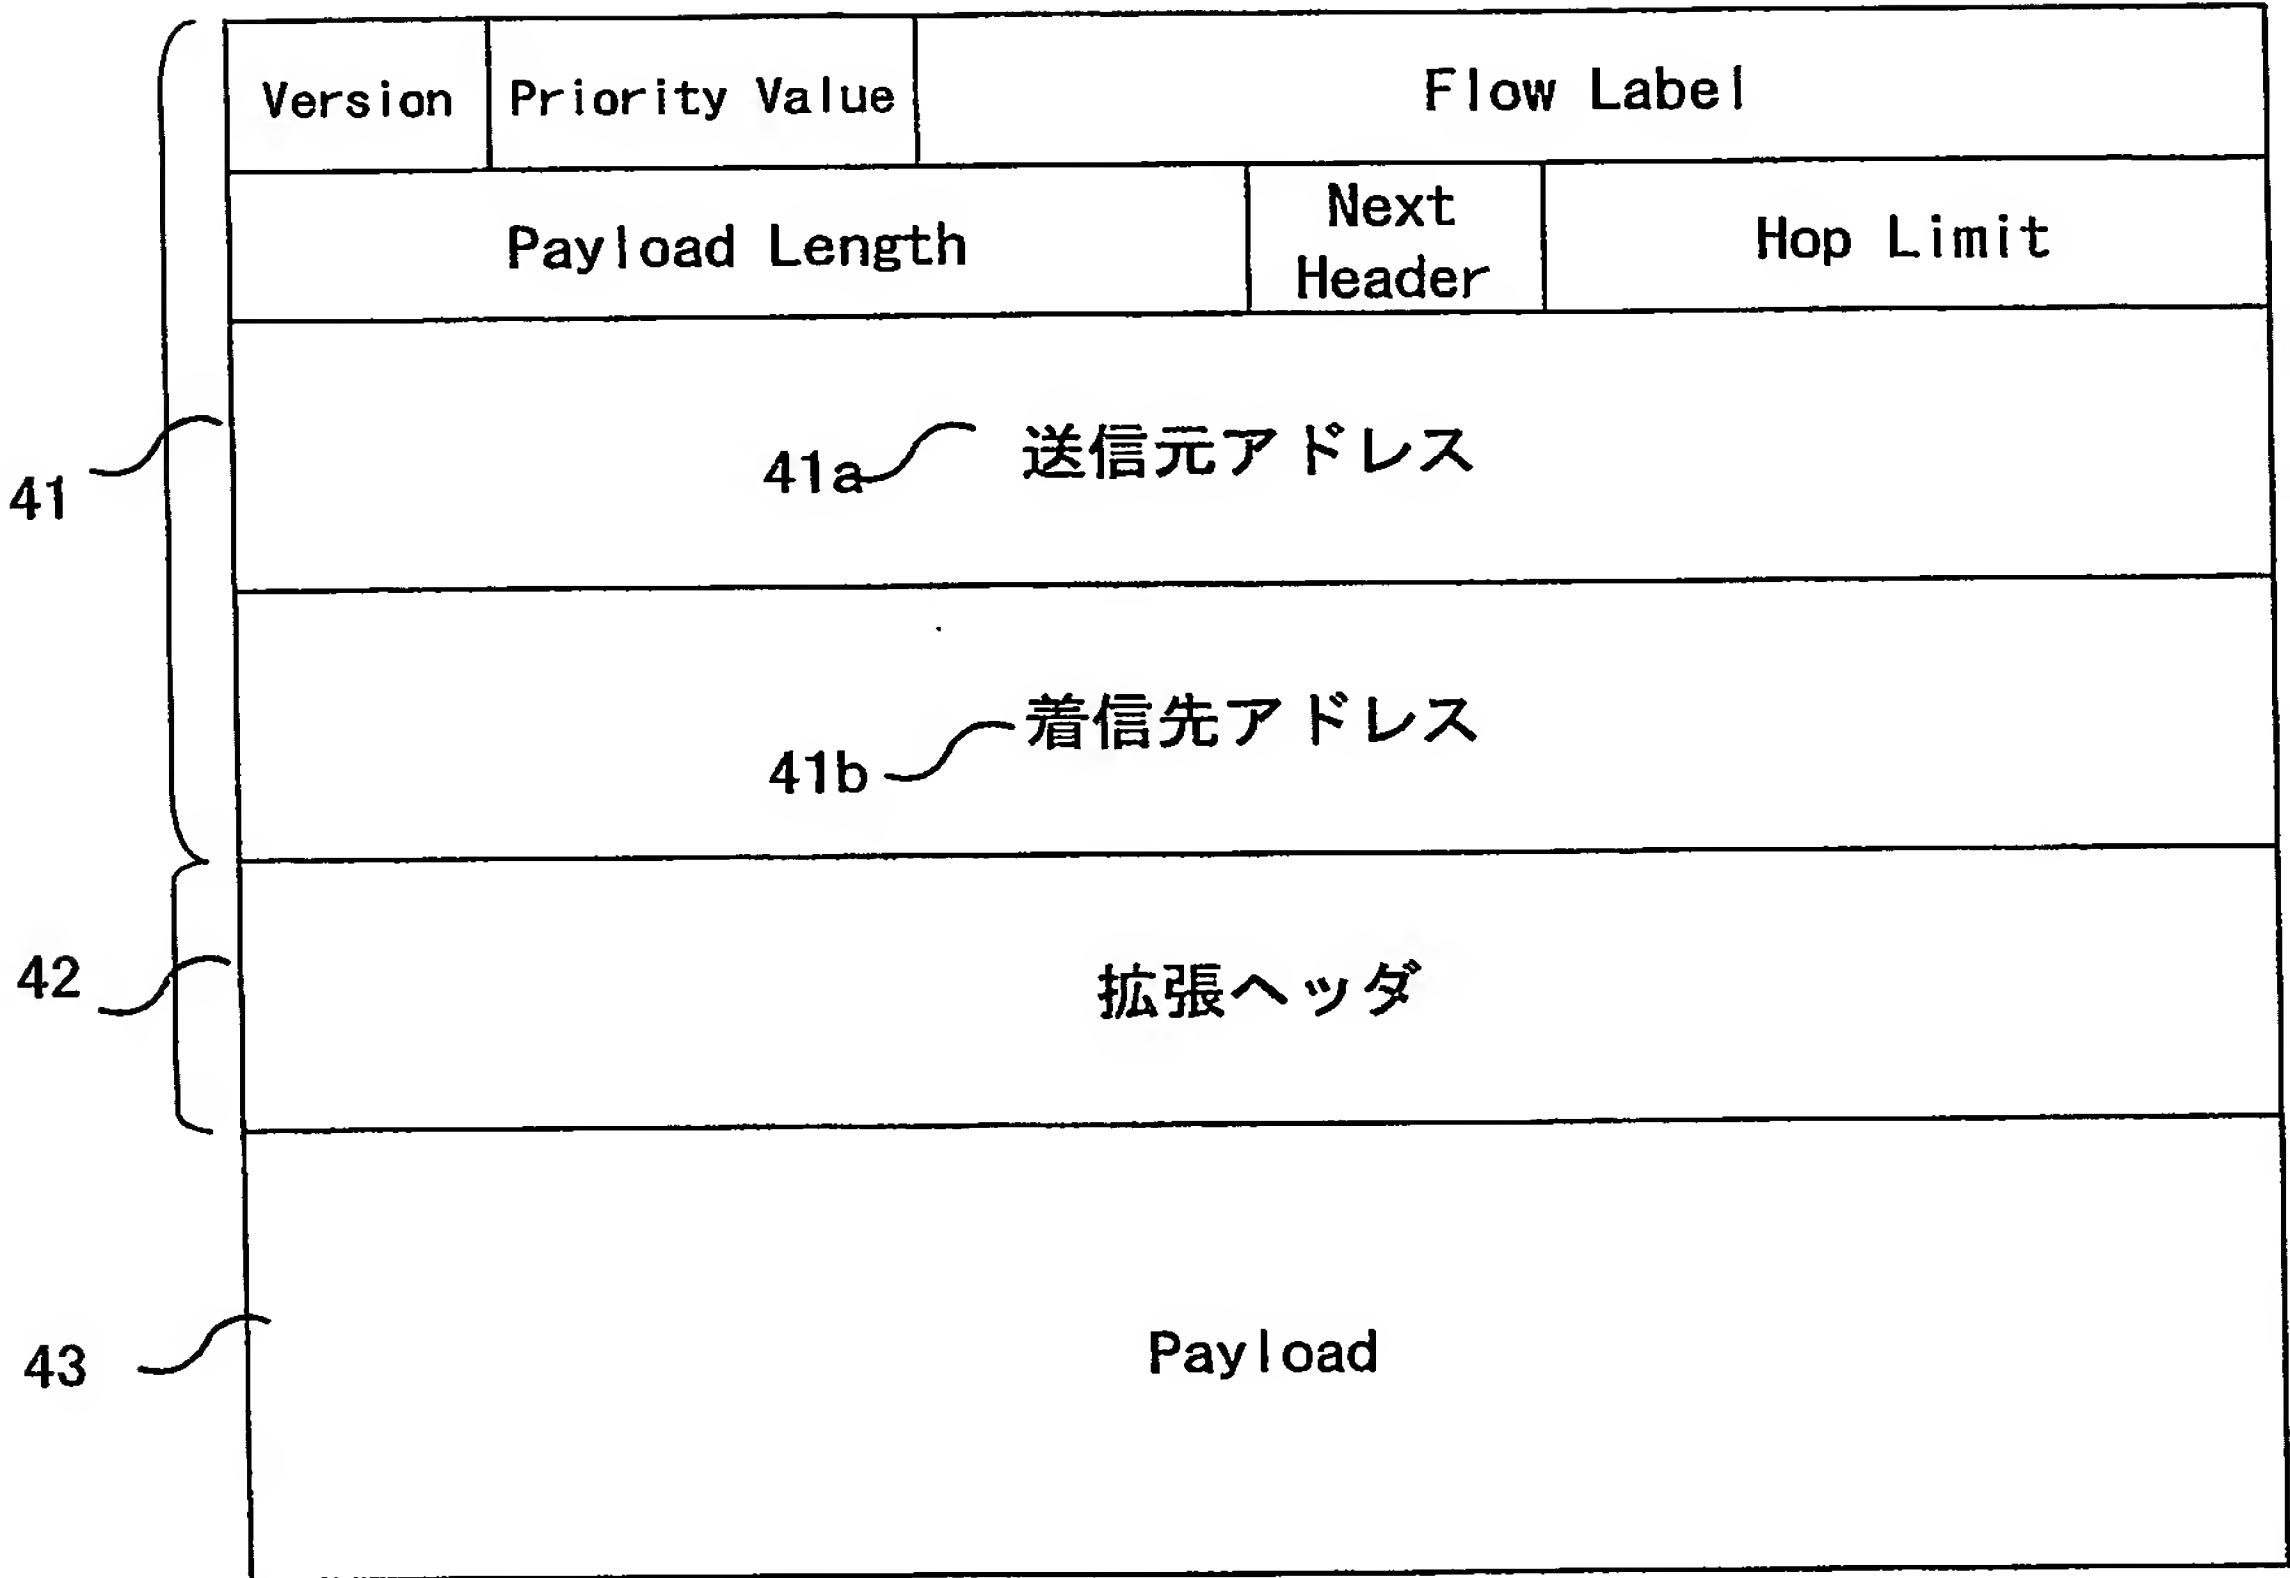 Version
Priority Value
Flow Label
Payload Length
Next
Header
Hop Limit
41
41a
送信元アドレス
41b
着信先アドレス
42
拡張ヘッダ
43
Payload